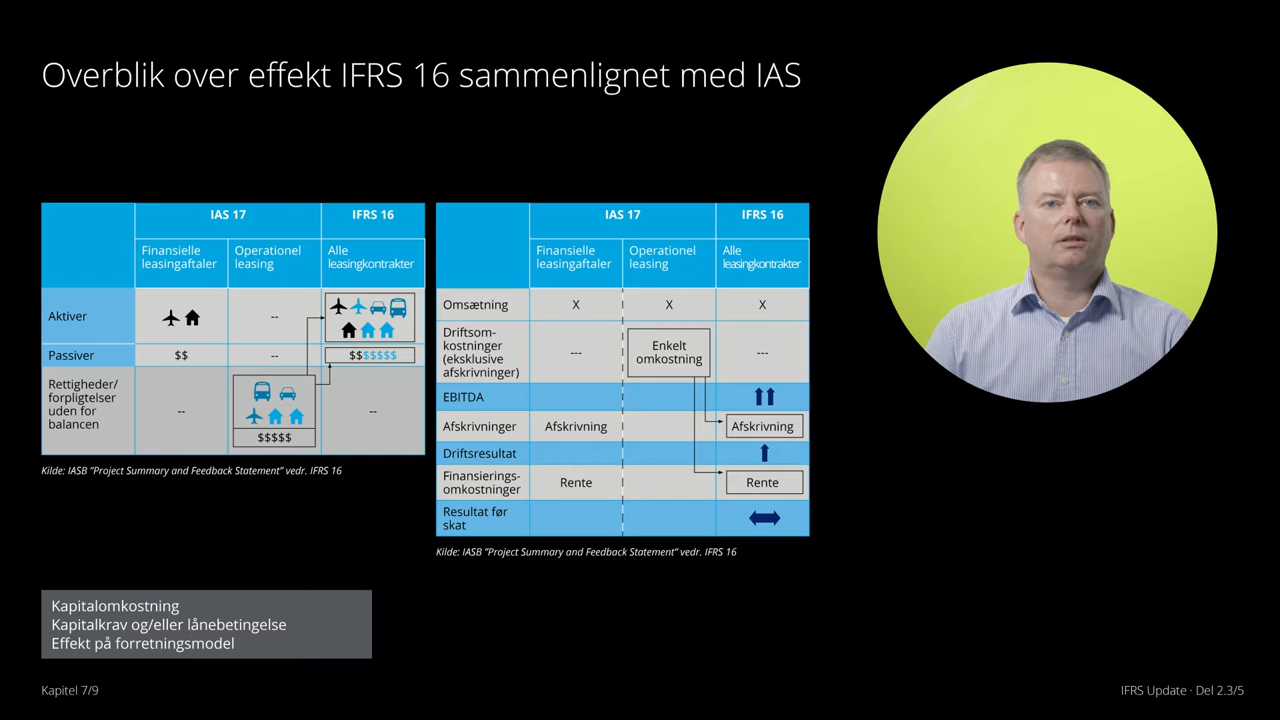 Overblik over effekt IFRS 16 sammenlignet med IAS
IAS 17
IFRS 16
Finansielle
leasingaftaler
Operationel
leasing
Alle
leasingkontrakter
Aktiver
--
Passiver
$$
--
$$$$$$$
Rettigheder/
forpligtelser
uden for
balancen
--
$$$$$
--
Kilde: IASB ”Project Summary and Feedback Statement” vedr. IFRS 16
IAS 17
IFRS 16
Finansielle
leasingaftaler
Operationel
leasing
Alle
leasingkontrakter
Omsætning
X
X
X
Driftsom-
kostninger
(eksklusive
afskrivninger)
---
Enkelt
omkostning
---
EBITDA
Afskrivninger
Afskrivning
Afskrivning
Driftsresultat
Finansierings-
omkostninger
Rente
Rente
Resultat før
skat
Kilde: IASB ”Project Summary and Feedback Statement” vedr. IFRS 16
Kapitalomkostning
Kapitalkrav og/eller lånebetingelse
Effekt på forretningsmodel
Kapitel 7/9
IFRS Update · Del 2.3/5